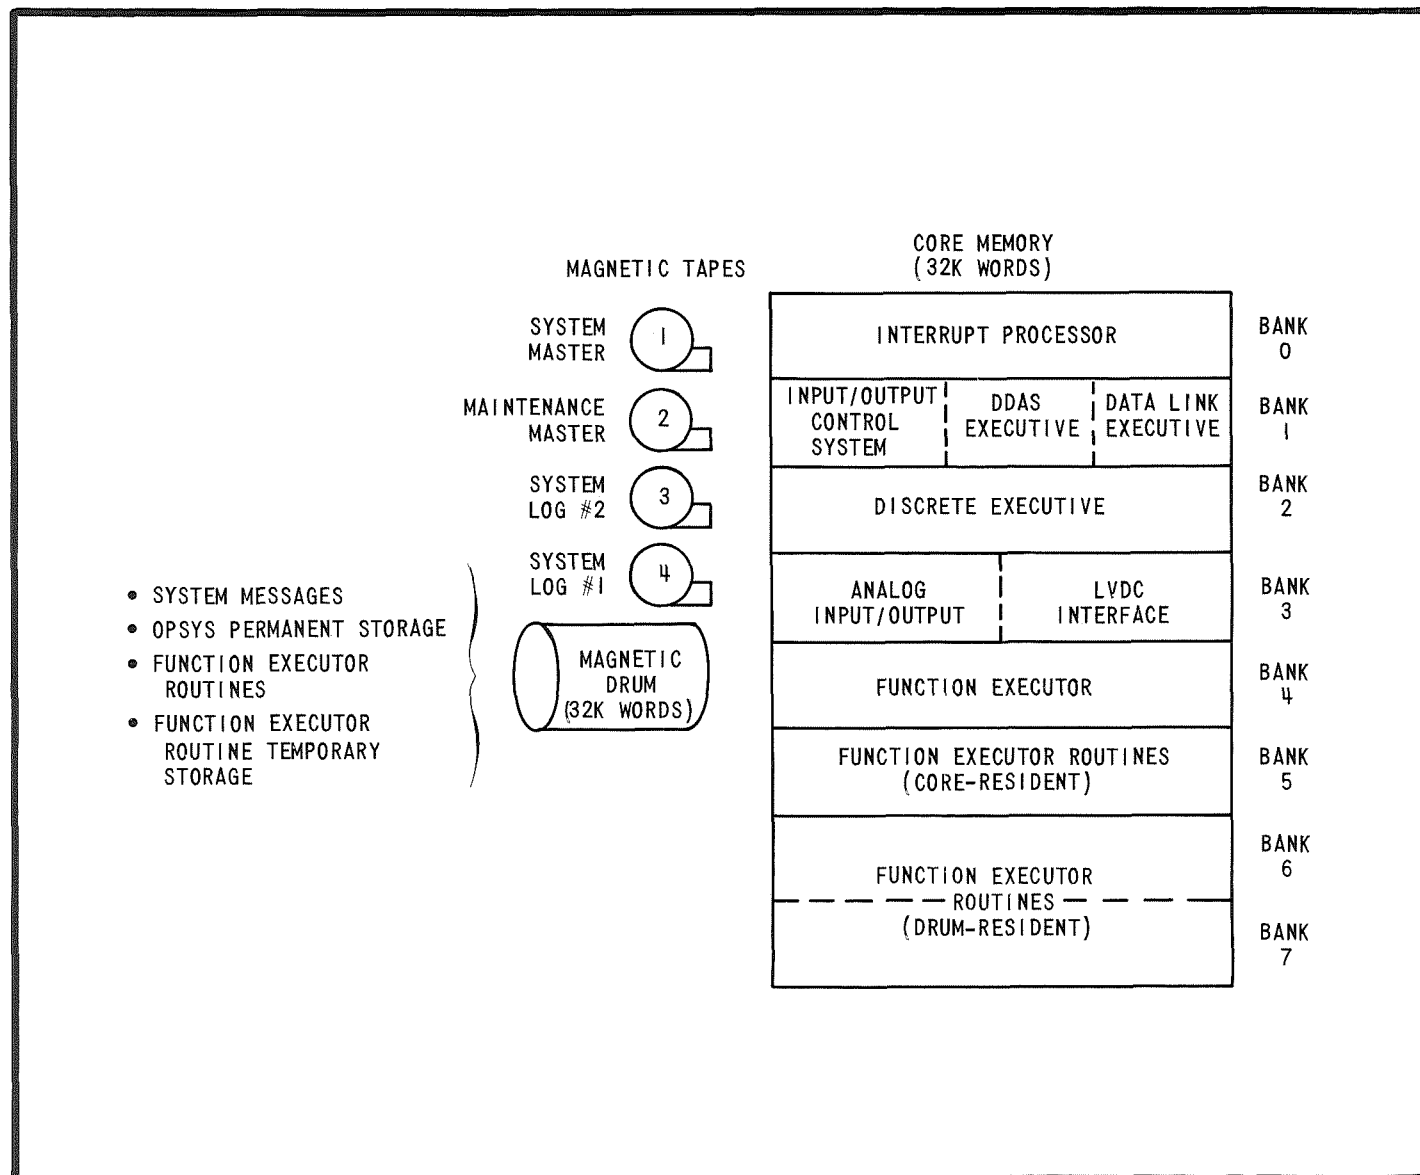 MAGNETIC TAPES
SYSTEM
MASTER
1
MAINTENANCE
MASTER
2
SYSTEM
LOG #2
3
SYSTEM
LOG #1
4
• SYSTEM MESSAGES
• OPSYS PERMANENT STORAGE
• FUNCTION EXECUTOR
ROUTINES
• FUNCTION EXECUTOR
ROUTINE TEMPORARY
STORAGE
MAGNETIC
DRUM
(32K WORDS)
CORE MEMORY
(32K WORDS)
INTERRUPT PROCESSOR
BANK
0
INPUT/OUTPUT
CONTROL
SYSTEM
DDAS
EXECUTIVE
DATA LINK
EXECUTIVE
BANK
1
DISCRETE EXECUTIVE
BANK
2
ANALOG
INPUT/OUTPUT
LVDC
INTERFACE
BANK
3
FUNCTION EXECUTOR
BANK
4
FUNCTION EXECUTOR ROUTINES
(CORE-RESIDENT)
BANK
5
FUNCTION EXECUTOR
ROUTINES
(DRUM-RESIDENT)
BANK
6
BANK
7